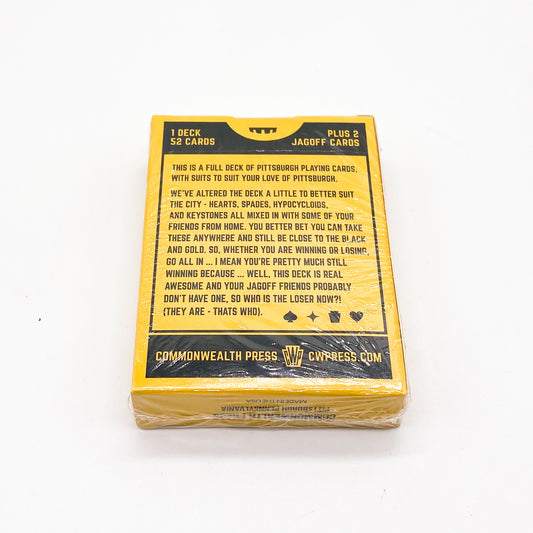 1 DECK
52 CARDS
PLUS 2
JAGOFF CARDS
THIS IS A FULL DECK OF PITTSBURGH PLAYING CARDS,
WITH SUITS TO SUIT YOUR LOVE OF PITTSBURGH.
WE'VE ALTERED THE DECK A LITTLE TO BETTER SUIT
THE CITY - HEARTS, SPADES, HYPOCYCLOIDS,
AND KEYSTONES ALL MIXED IN WITH SOME OF YOUR
FRIENDS FROM HOME. YOU BETTER BET YOU CAN TAKE
THESE ANYWHERE AND STILL BE CLOSE TO THE BLACK
AND GOLD. SO, WHETHER YOU ARE WINNING OR LOSING,
GO ALL IN ... I MEAN YOU'RE PRETTY MUCH STILL
WINNING BECAUSE ... WELL, THIS DECK IS REAL
AWESOME AND YOUR JAGOFF FRIENDS PROBABLY
DON'T HAVE ONE, SO WHO IS THE LOSER NOW?!
(THEY ARE - THATS WHO).
COMMONWEALTH PRESS CWP CWPRESS.COM
COMMONWEALTH PRESS
PITTSBURGH PENNSYLVANIA
MADE IN THE USA